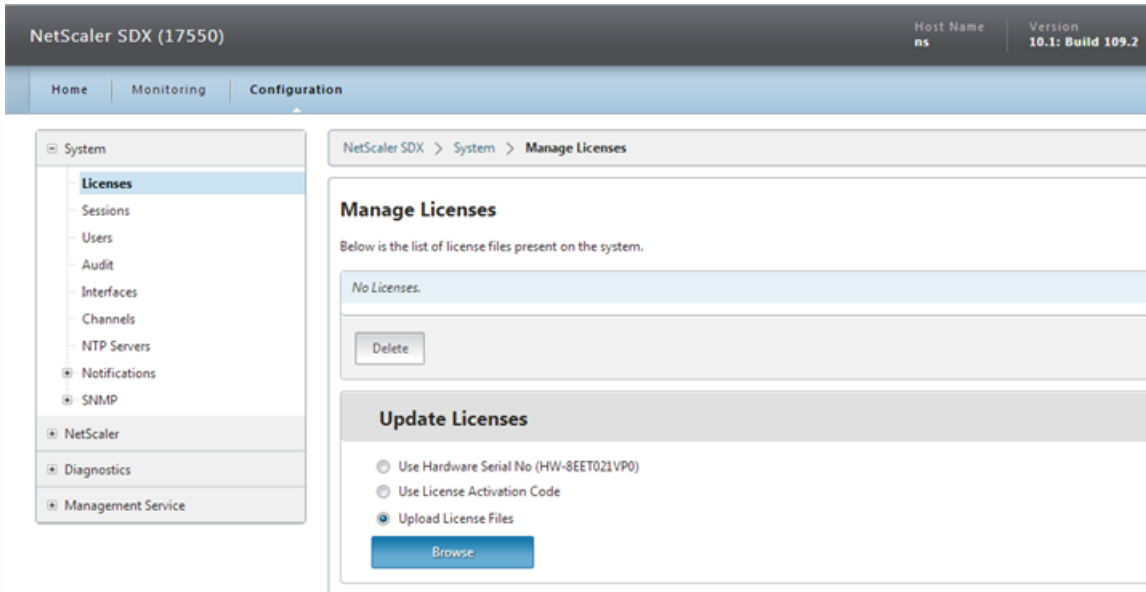 NetScaler SDX (17550)
Host Name
ns
Version
10.1: Build 109.2
Home
Monitoring
Configuration
System
Licenses
Sessions
Users
Audit
Interfaces
Channels
NTP Servers
Notifications
SNMP
NetScaler
Diagnostics
Management Service
NetScaler SDX > System > Manage Licenses
Manage Licenses
Below is the list of license files present on the system.
No Licenses.
Delete
Update Licenses
Use Hardware Serial No (HW-8EET021VP0)
Use License Activation Code
Upload License Files
Browse